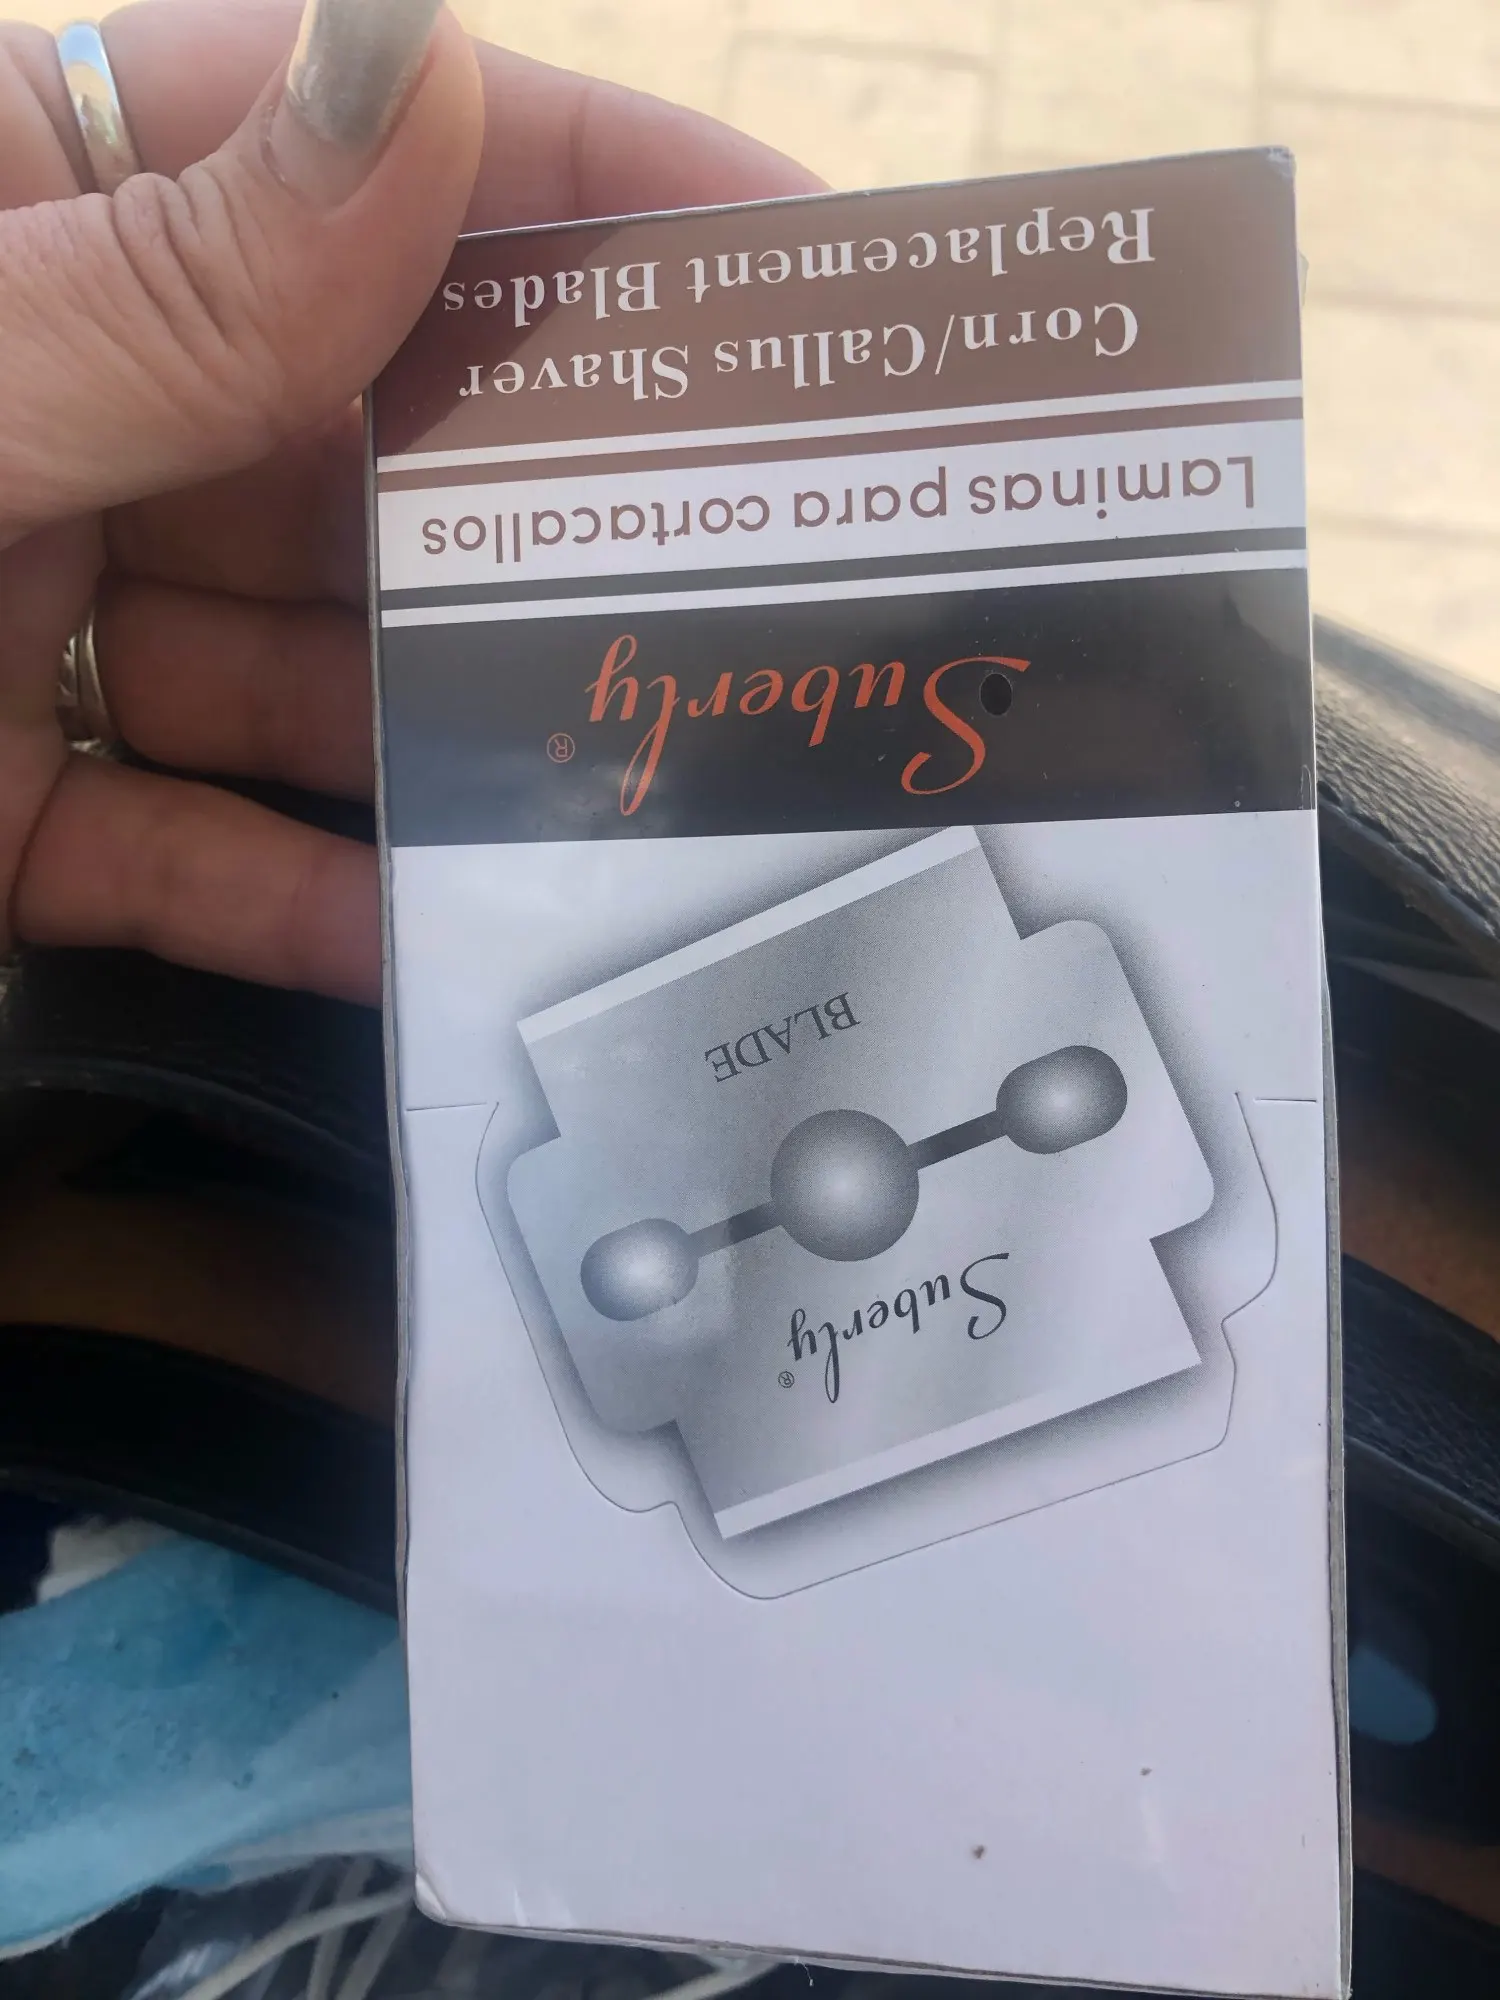 Suberly®
BLADE
Suberly®
Laminas para cortacallos
Corn/Callus Shaver
Replacement Blades